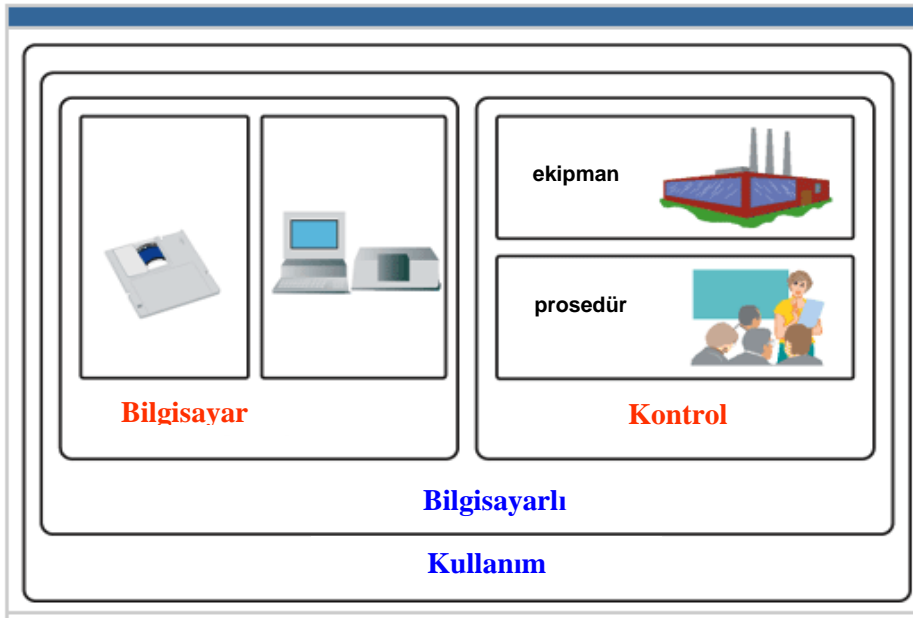 ekipman
prosedür
Bilgisayar
Kontrol
Bilgisayarlı
Kullanım